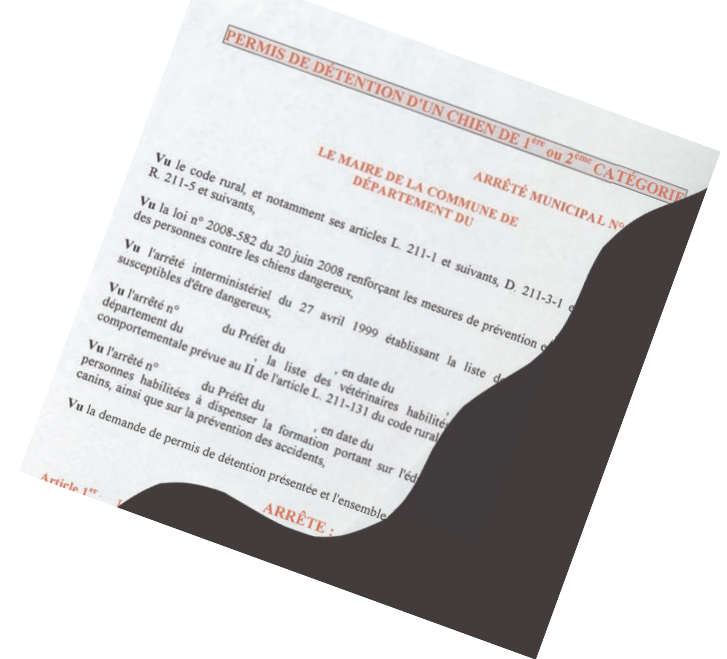 PERMIS DE DÉTENTION D'UN CHIEN DE 1ère ou 2ème CATÉGORIE
ARRÊTÉ MUNICIPAL N°
LE MAIRE DE LA COMMUNE DE
DÉPARTEMENT DU
Vu le code rural, et notamment ses articles L. 211-1 et suivants, D. 211-3-1
R. 211-5 et suivants,
Vu la loi n° 2008-582 du 20 juin 2008 renforçant les mesures de prévention
des personnes contre les chiens dangereux,
Vu l'arrêté interministériel du 27 avril 1999 établissant la liste
susceptibles d'être dangereux,
Vu l'arrêté n° du Préfet du , en date du
département du , la liste des vétérinaires
comportementale prévue au II de l'article L. 211-131 du code rural
Vu l'arrêté n° du Préfet du , en date du
personnes habilitées à dispenser la formation portant sur
canins, ainsi que sur la prévention des accidents,
Vu la demande de permis de détention présentée et l'ensemble
ARRÊTE :
Article 1er: